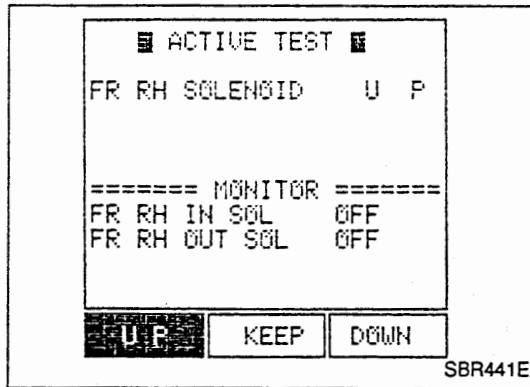 ACTIVE TEST
FR RH SOLENOID U P
======= MONITOR =======
FR RH IN SOL OFF
FR RH OUT SOL OFF
U P KEEP DOWN
SBR441E